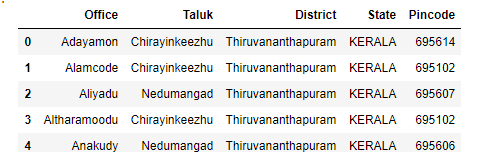 Office Taluk District State Pincode
0 Adayamon Chirayinkeezhu Thiruvananthapuram KERALA 695614
1 Alamcode Chirayinkeezhu Thiruvananthapuram KERALA 695102
2 Aliyadu Nedumangad Thiruvananthapuram KERALA 695607
3 Altharamoodu Chirayinkeezhu Thiruvananthapuram KERALA 695102
4 Anakudy Nedumangad Thiruvananthapuram KERALA 695606